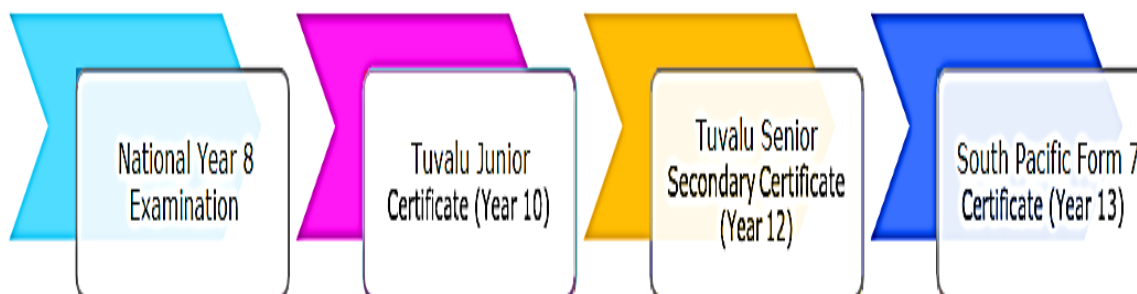 National Year 8
Examination
Tuvalu Junior
Certificate (Year 10)
Tuvalu Senior
Secondary Certificate
(Year 12)
South Pacific Form 7
Certificate (Year 13)